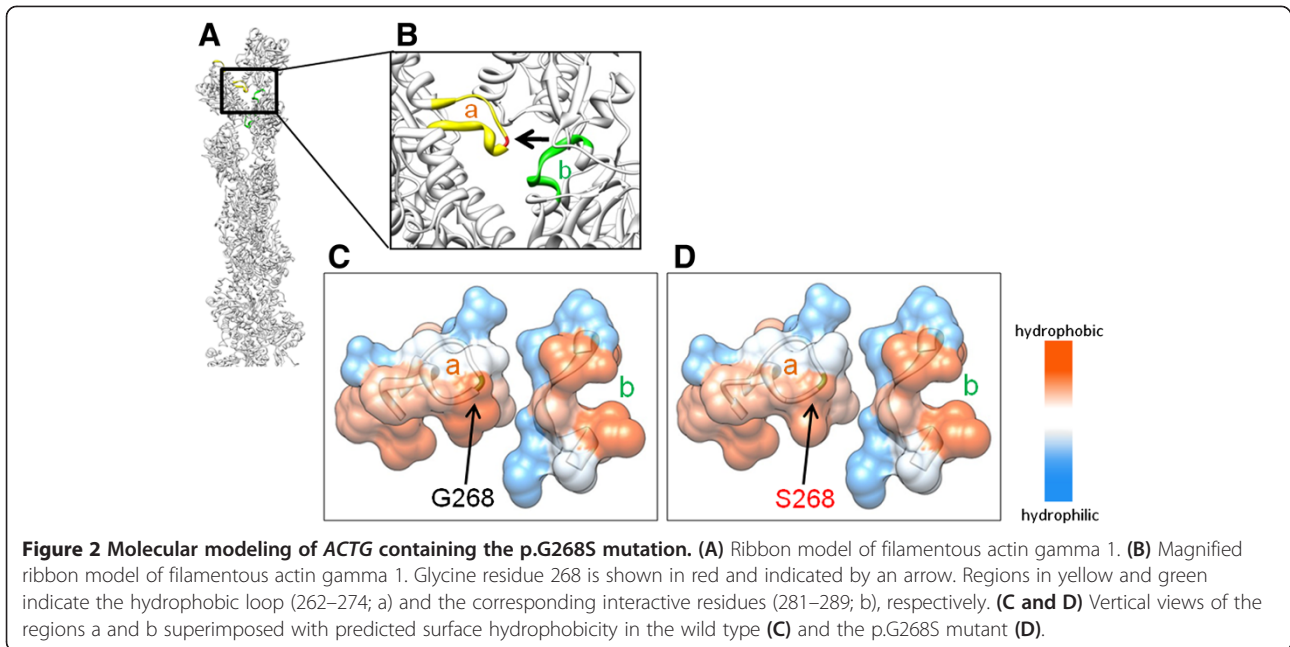 A
B
a
b
C
D
a
b
G268
a
b
S268
hydrophobic
hydrophilic
Figure 2 Molecular modeling of ACTG containing the p.G268S mutation. (A) Ribbon model of filamentous actin gamma 1. (B) Magnified
ribbon model of filamentous actin gamma 1. Glycine residue 268 is shown in red and indicated by an arrow. Regions in yellow and green
indicate the hydrophobic loop (262–274; a) and the corresponding interactive residues (281–289; b), respectively. (C and D) Vertical views of the
regions a and b superimposed with predicted surface hydrophobicity in the wild type (C) and the p.G268S mutant (D).